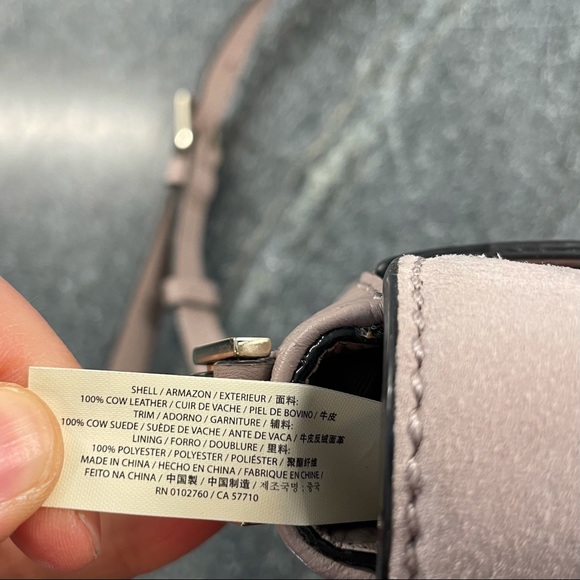 SHELL / ARMAZON / EXTERIEUR / 面料:
100% COW LEATHER / CUIR DE VACHE / PIEL DE BOVINO / 牛皮
TRIM / ADORNO / GARNITURE / 辅料:
100% COW SUEDE / SUÈDE DE VACHE / ANTE DE VACA / 牛皮反绒面革
LINING / FORRO / DOUBLURE / 里料:
100% POLYESTER / POLYESTER / POLIÉSTER / 聚酯纤维
MADE IN CHINA / HECHO EN CHINA / FABRIQUE EN CHINE /
FEITO NA CHINA / 中国製 / 中国制造 / 제조국명 : 중국
RN 0102760 / CA 57710